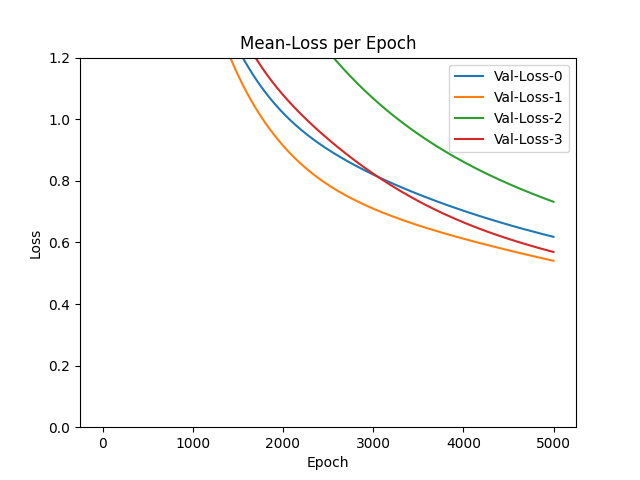 Mean-Loss per Epoch
1.2
1.0
0.8
0.6
0.4
0.2
0.0
Loss
Val-Loss-0
Val-Loss-1
Val-Loss-2
Val-Loss-3
0 1000 2000 3000 4000 5000
Epoch